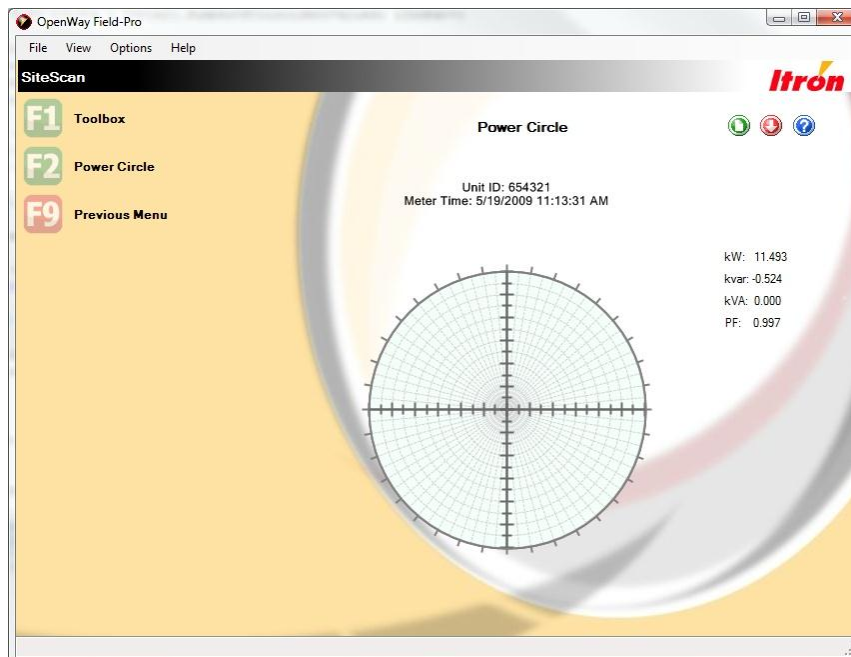 OpenWay Field-Pro
File View Options Help
SiteScan
Itron
F1 Toolbox
F2 Power Circle
F9 Previous Menu
Power Circle
Unit ID: 654321
Meter Time: 5/19/2009 11:13:31 AM
kW: 11.493
kvar: -0.524
kVA: 0.000
PF: 0.997